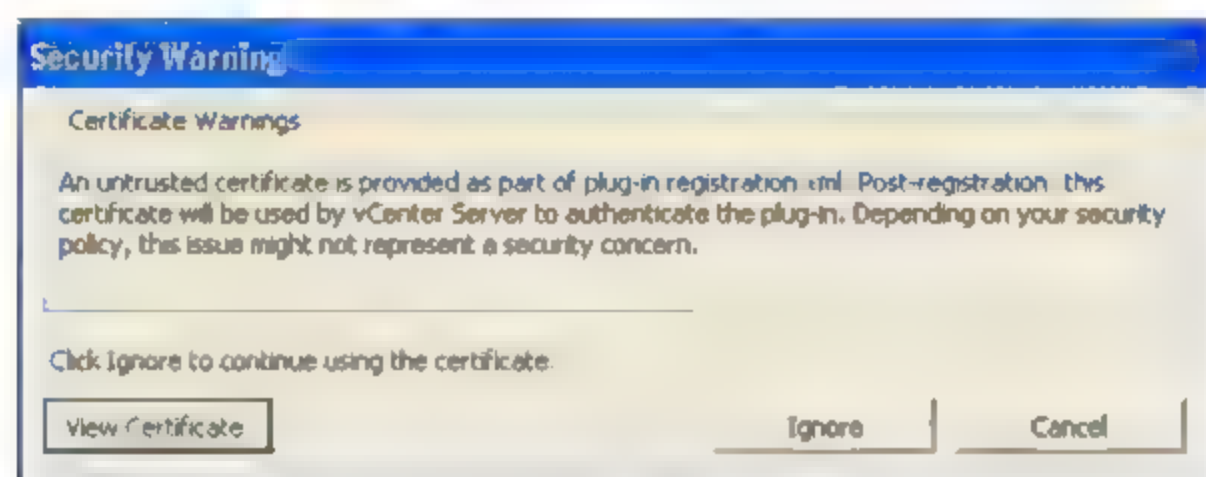 Security Warning
Certificate Warnings
An untrusted certificate is provided as part of plug-in registration xml. Post-registration, this
certificate will be used by vCenter Server to authenticate the plug-in. Depending on your security
policy, this issue might not represent a security concern.
Click Ignore to continue using the certificate.
View Certificate
Ignore
Cancel